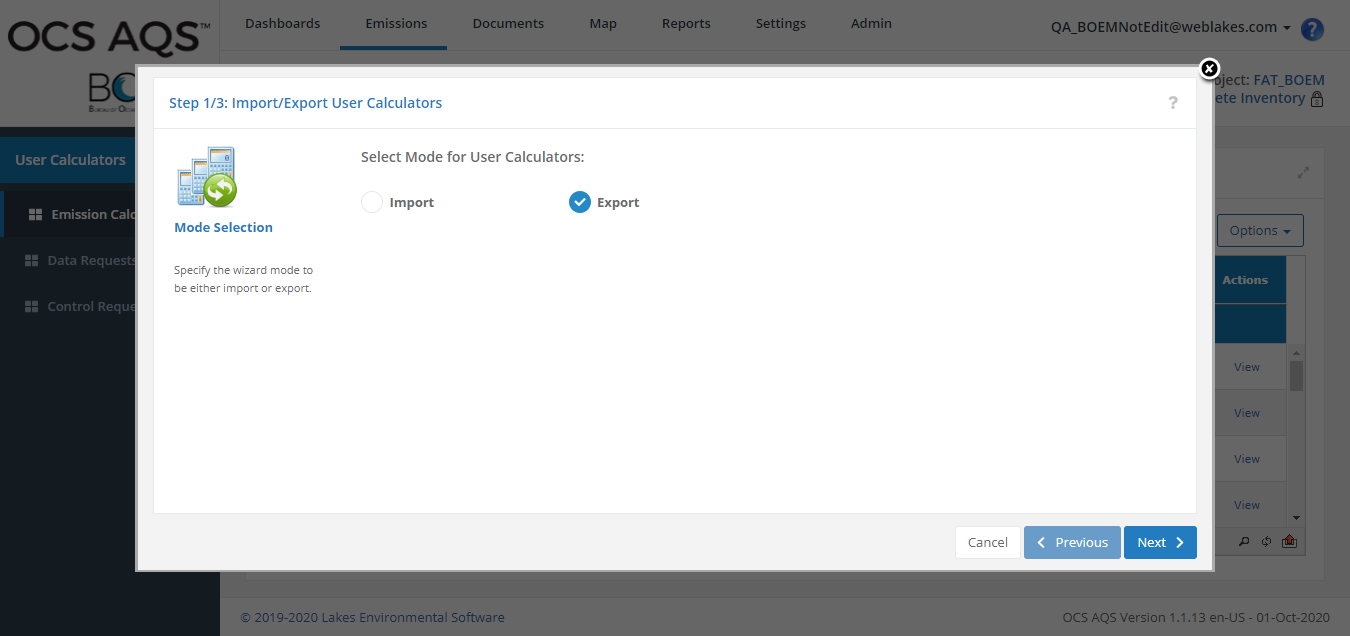 OCS AQS™
Dashboards Emissions Documents Map Reports Settings Admin
QA_BOEMNotEdit@weblakes.com ?
ject: FAT_BOEM
ete Inventory
User Calculators
Emission Calc
Data Requests
Control Reque
Step 1/3: Import/Export User Calculators
?
Select Mode for User Calculators:
Import Export
Mode Selection
Specify the wizard mode to
be either import or export.
Cancel Previous Next
Options
Actions
View
View
View
View
© 2019-2020 Lakes Environmental Software
OCS AQS Version 1.1.13 en-US - 01-Oct-2020